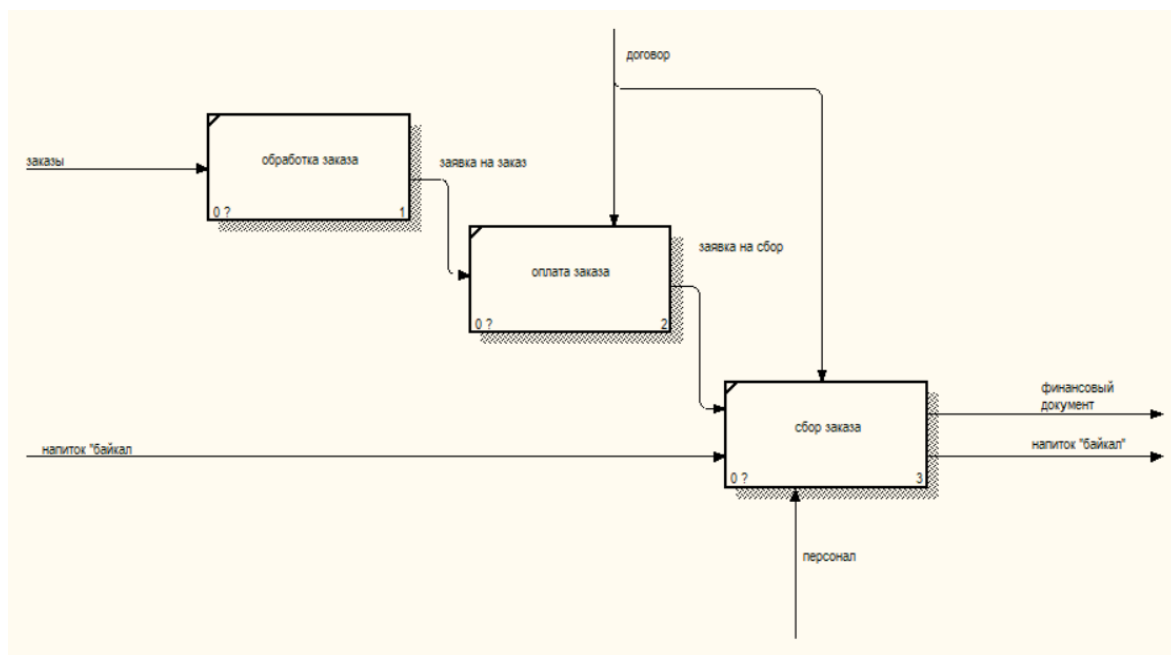 договор
обработка заказа
заказы
заявка на заказ
0 ?
1
заявка на сбор
оплата заказа
0 ?
2
финансовый
документ
сбор заказа
напиток "байкал
напиток "байкал"
0 ?
3
персонал